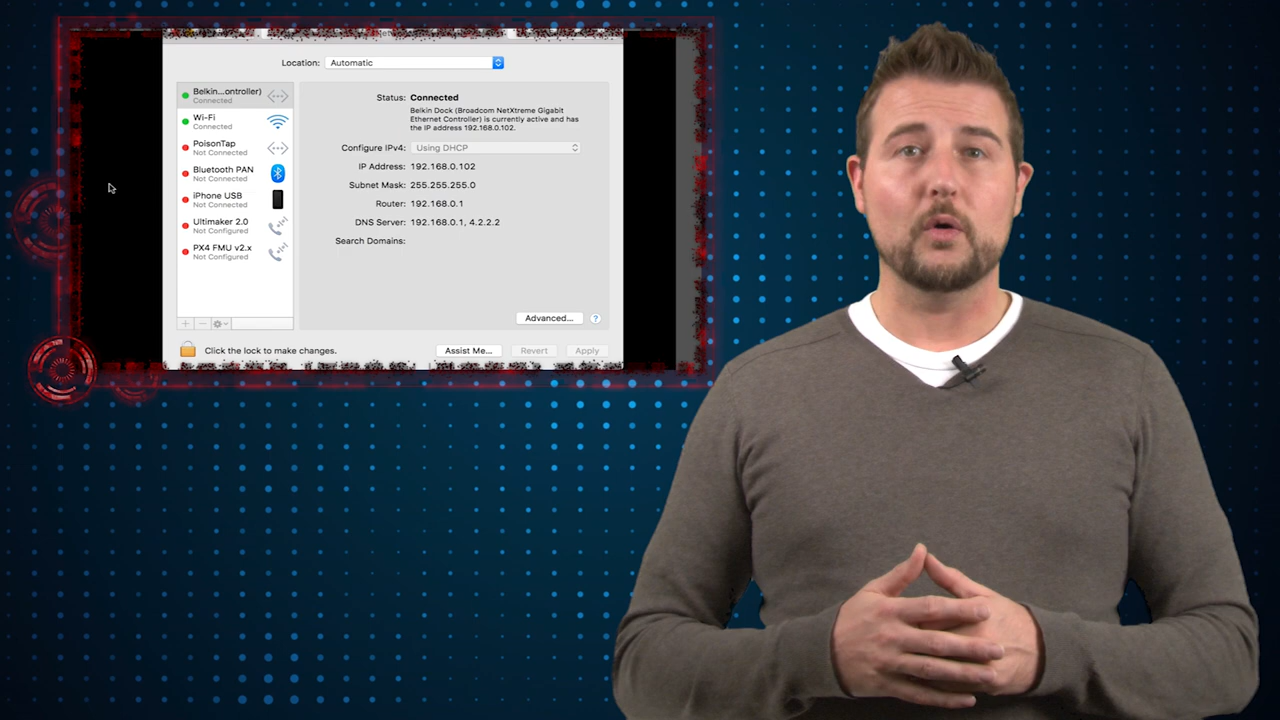 Location: Automatic
Belkin...ontroller)
Connected
Wi-Fi
Connected
PoisonTap
Not Connected
Bluetooth PAN
Not Connected
iPhone USB
Not Connected
Ultimaker 2.0
Not Configured
PX4 FMU v2.x
Not Configured
Status: Connected
Belkin Dock (Broadcom NetXtreme Gigabit
Ethernet Controller) is currently active and has
the IP address 192.168.0.102.
Configure IPv4: Using DHCP
IP Address: 192.168.0.102
Subnet Mask: 255.255.255.0
Router: 192.168.0.1
DNS Server: 192.168.0.1, 4.2.2.2
Search Domains:
Advanced... ?
Click the lock to make changes.
Assist Me... Revert Apply